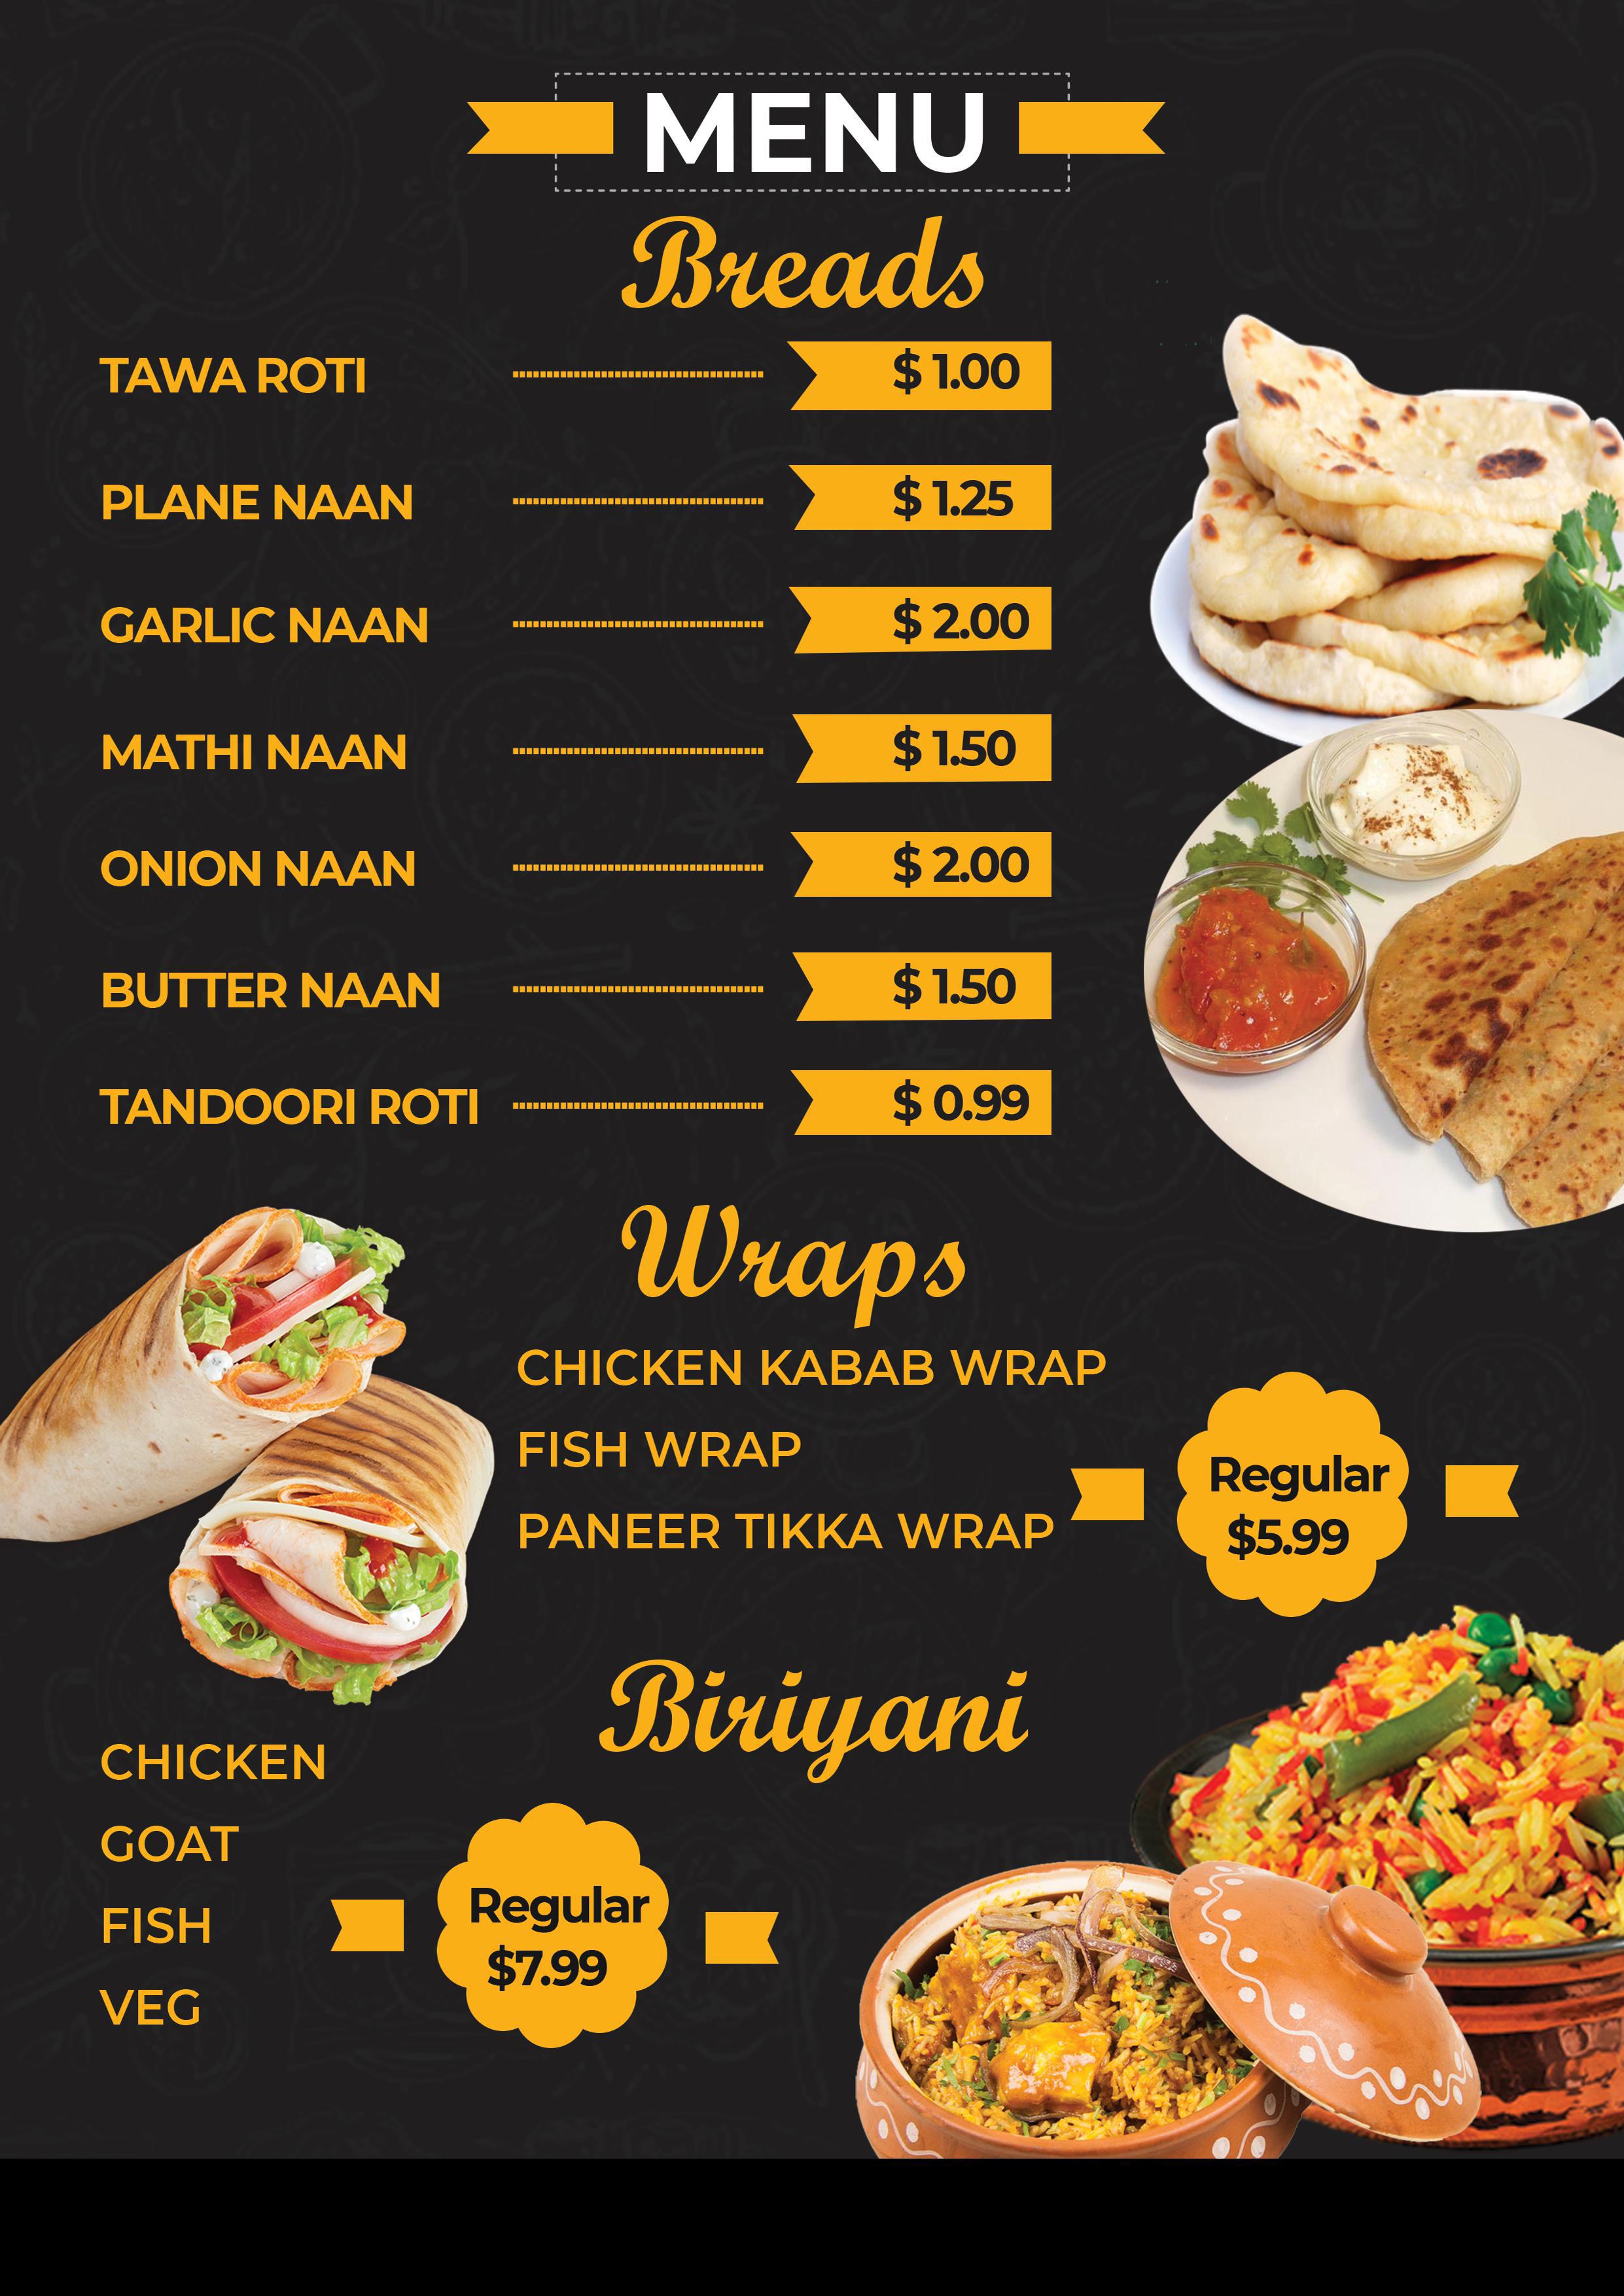 MENU
Breads
TAWA ROTI $ 1.00
PLANE NAAN $ 1.25
GARLIC NAAN $ 2.00
MATHI NAAN $ 1.50
ONION NAAN $ 2.00
BUTTER NAAN $ 1.50
TANDOORI ROTI $ 0.99
Wraps
CHICKEN KABAB WRAP
FISH WRAP
PANEER TIKKA WRAP
Regular
$5.99
Biriyani
CHICKEN
GOAT
FISH
VEG
Regular
$7.99